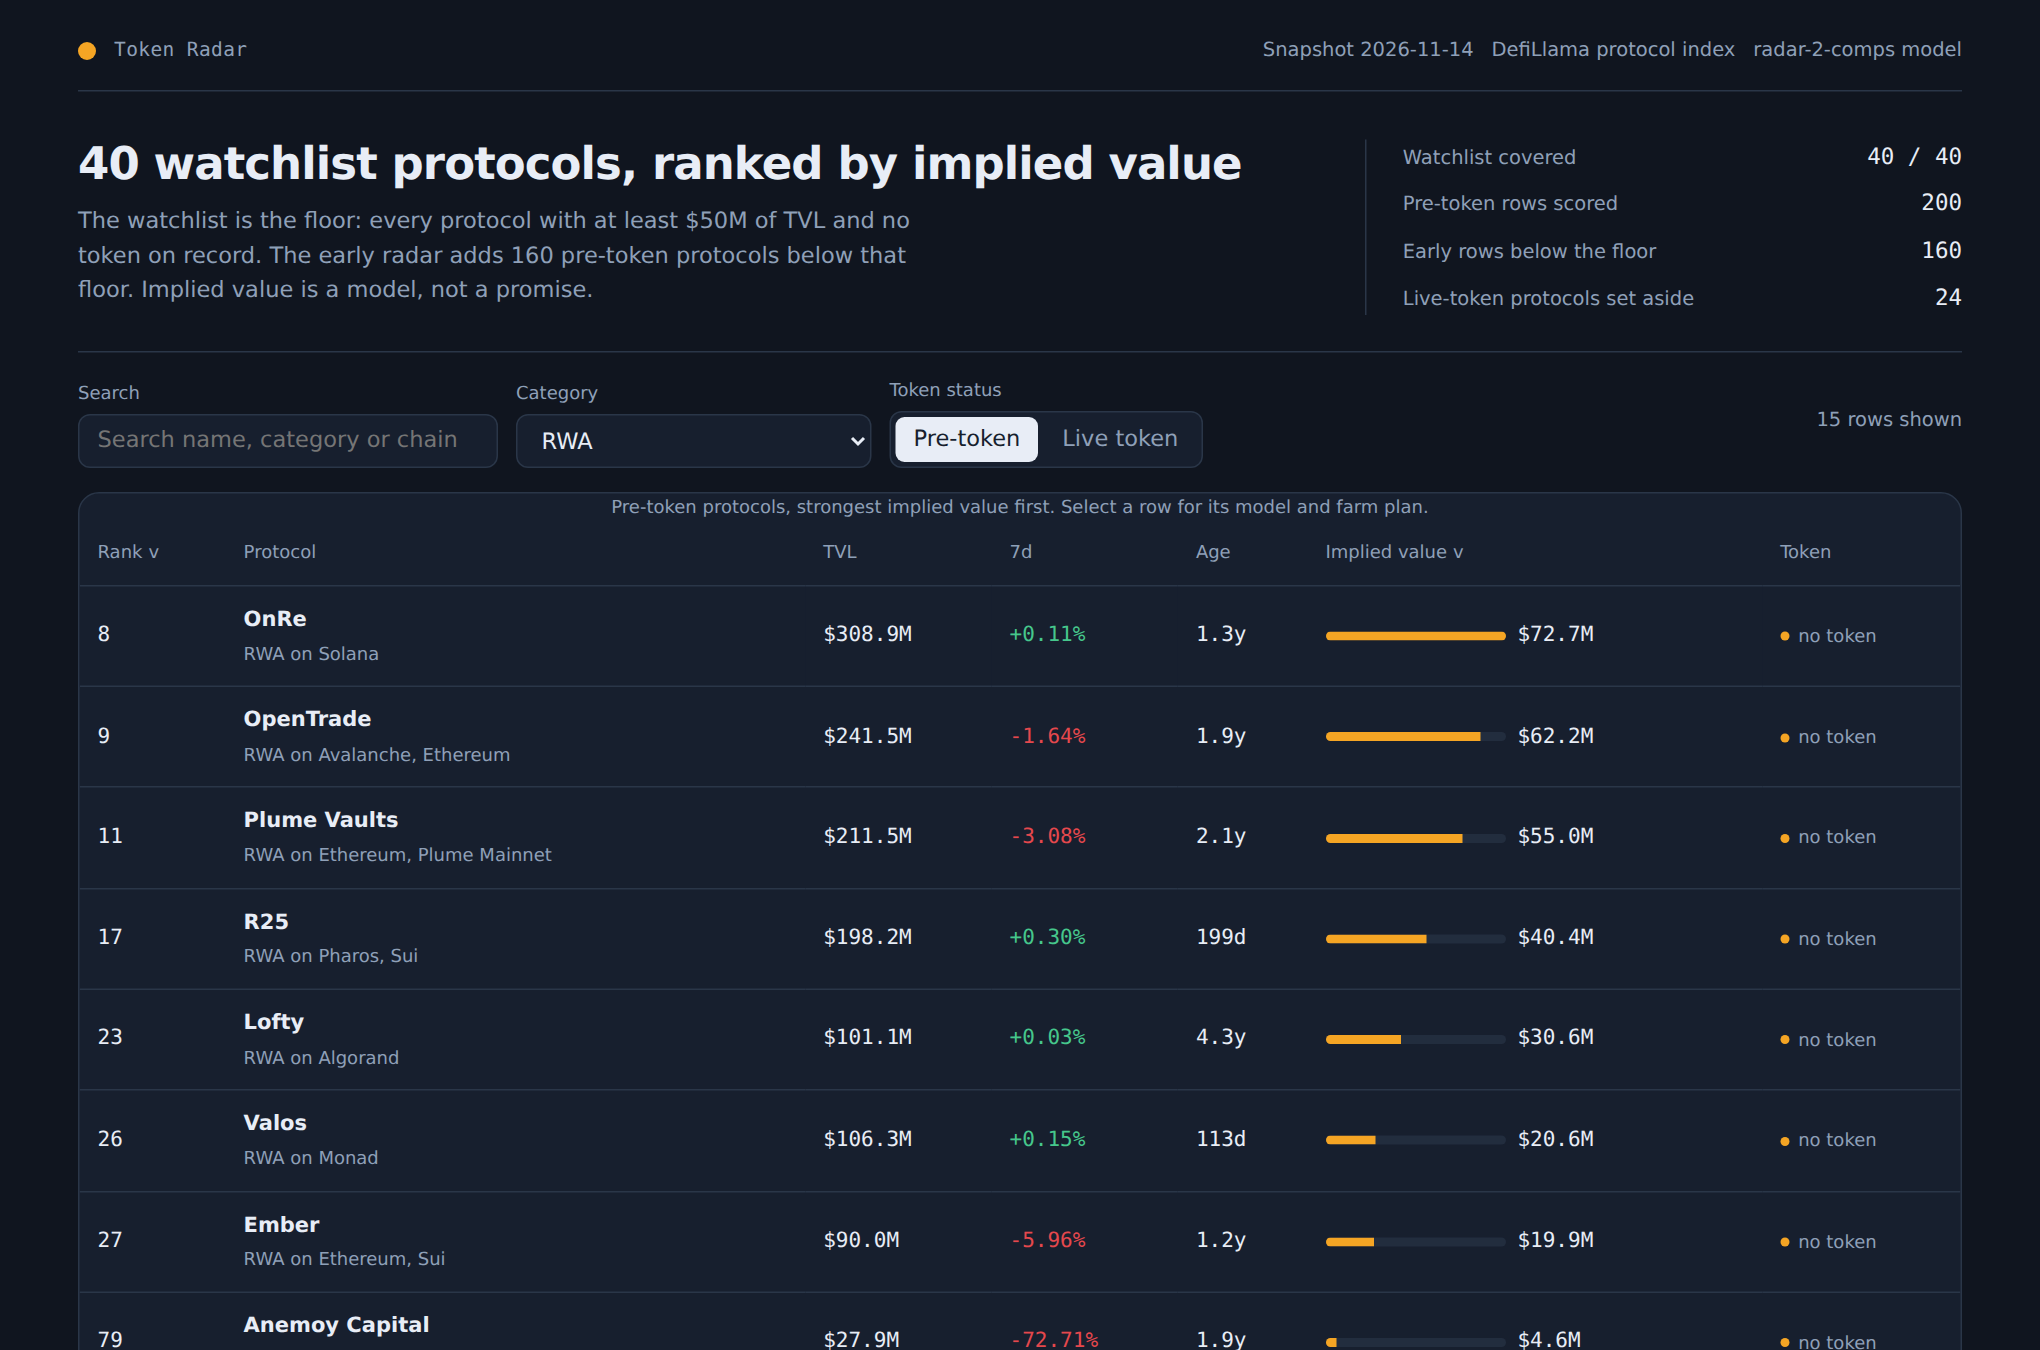 Token Radar
Snapshot 2026-11-14 DefiLlama protocol index radar-2-comps model
40 watchlist protocols, ranked by implied value
The watchlist is the floor: every protocol with at least $50M of TVL and no
token on record. The early radar adds 160 pre-token protocols below that
floor. Implied value is a model, not a promise.
Watchlist covered 40 / 40
Pre-token rows scored 200
Early rows below the floor 160
Live-token protocols set aside 24
Search
Category
Token status
Search name, category or chain
RWA
Pre-token
Live token
15 rows shown
Pre-token protocols, strongest implied value first. Select a row for its model and farm plan.
Rank v Protocol TVL 7d Age Implied value v Token
8 OnRe $308.9M +0.11% 1.3y $72.7M no token
RWA on Solana
9 OpenTrade $241.5M -1.64% 1.9y $62.2M no token
RWA on Avalanche, Ethereum
11 Plume Vaults $211.5M -3.08% 2.1y $55.0M no token
RWA on Ethereum, Plume Mainnet
17 R25 $198.2M +0.30% 199d $40.4M no token
RWA on Pharos, Sui
23 Lofty $101.1M +0.03% 4.3y $30.6M no token
RWA on Algorand
26 Valos $106.3M +0.15% 113d $20.6M no token
RWA on Monad
27 Ember $90.0M -5.96% 1.2y $19.9M no token
RWA on Ethereum, Sui
79 Anemoy Capital $27.9M -72.71% 1.9y $4.6M no token